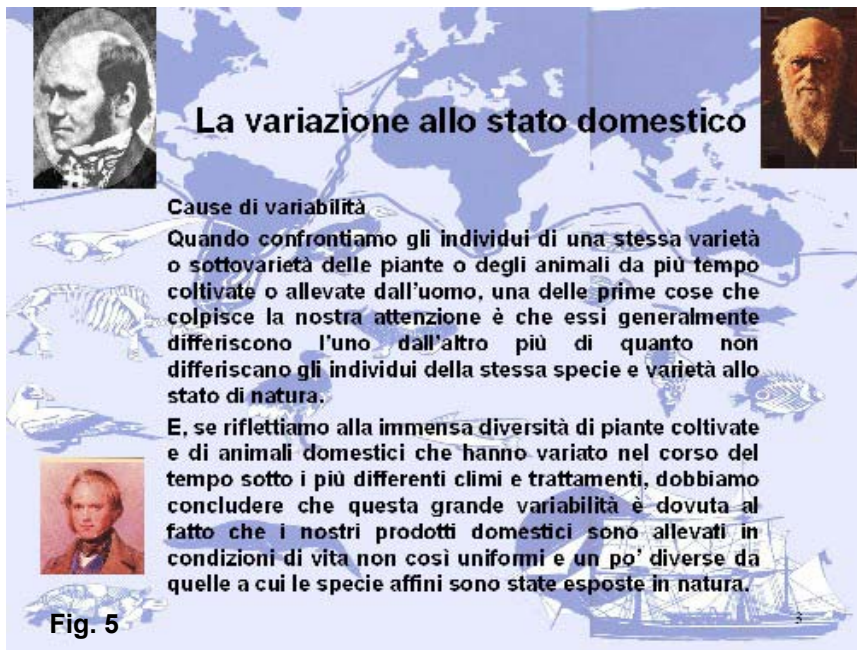 La variazione allo stato domestico
Cause di variabilità
Quando confrontiamo gli individui di una stessa varietà
o sottovarietà delle piante o degli animali da più tempo
coltivate o allevate dall'uomo, una delle prime cose che
colpisce la nostra attenzione è che essi generalmente
differiscono l'uno dall'altro più di quanto non
differiscano gli individui della stessa specie e varietà allo
stato di natura.
E, se riflettiamo alla immensa diversità di piante coltivate
e di animali domestici che hanno variato nel corso del
tempo sotto i più differenti climi e trattamenti, dobbiamo
concludere che questa grande variabilità è dovuta al
fatto che i nostri prodotti domestici sono allevati in
condizioni di vita non così uniformi e un po' diverse da
quelle a cui le specie affini sono state esposte in natura.
Fig. 5
3